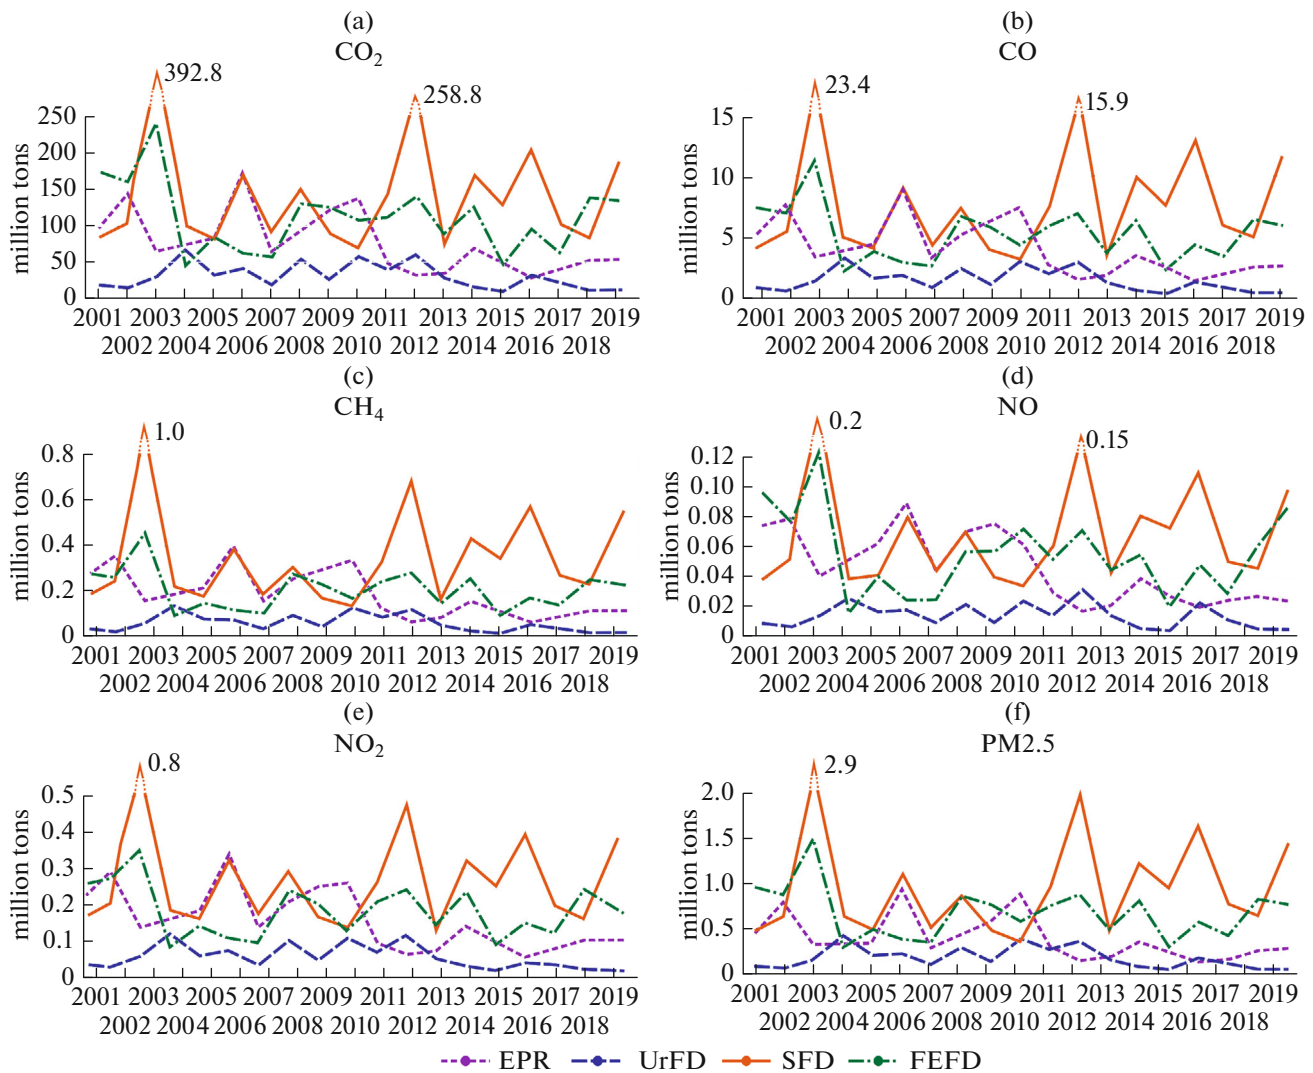 (a)
CO2
392.8
258.8
million tons
250
200
150
100
50
0
2001 2003 2005 2007 2009 2011 2013 2015 2017 2019
2002 2004 2006 2008 2010 2012 2014 2016 2018
(b)
CO
23.4
15.9
million tons
15
10
5
0
2001 2003 2005 2007 2009 2011 2013 2015 2017 2019
2002 2004 2006 2008 2010 2012 2014 2016 2018
(c)
CH4
1.0
million tons
0.8
0.6
0.4
0.2
0
2001 2003 2005 2007 2009 2011 2013 2015 2017 2019
2002 2004 2006 2008 2010 2012 2014 2016 2018
(d)
NO
0.2
0.15
million tons
0.12
0.10
0.08
0.06
0.04
0.02
0
2001 2003 2005 2007 2009 2011 2013 2015 2017 2019
2002 2004 2006 2008 2010 2012 2014 2016 2018
(e)
NO2
0.8
million tons
0.5
0.4
0.3
0.2
0.1
0
2001 2003 2005 2007 2009 2011 2013 2015 2017 2019
2002 2004 2006 2008 2010 2012 2014 2016 2018
(f)
PM2.5
2.9
million tons
2.0
1.5
1.0
0.5
0
2001 2003 2005 2007 2009 2011 2013 2015 2017 2019
2002 2004 2006 2008 2010 2012 2014 2016 2018
EPR UrFD SFD FEFD